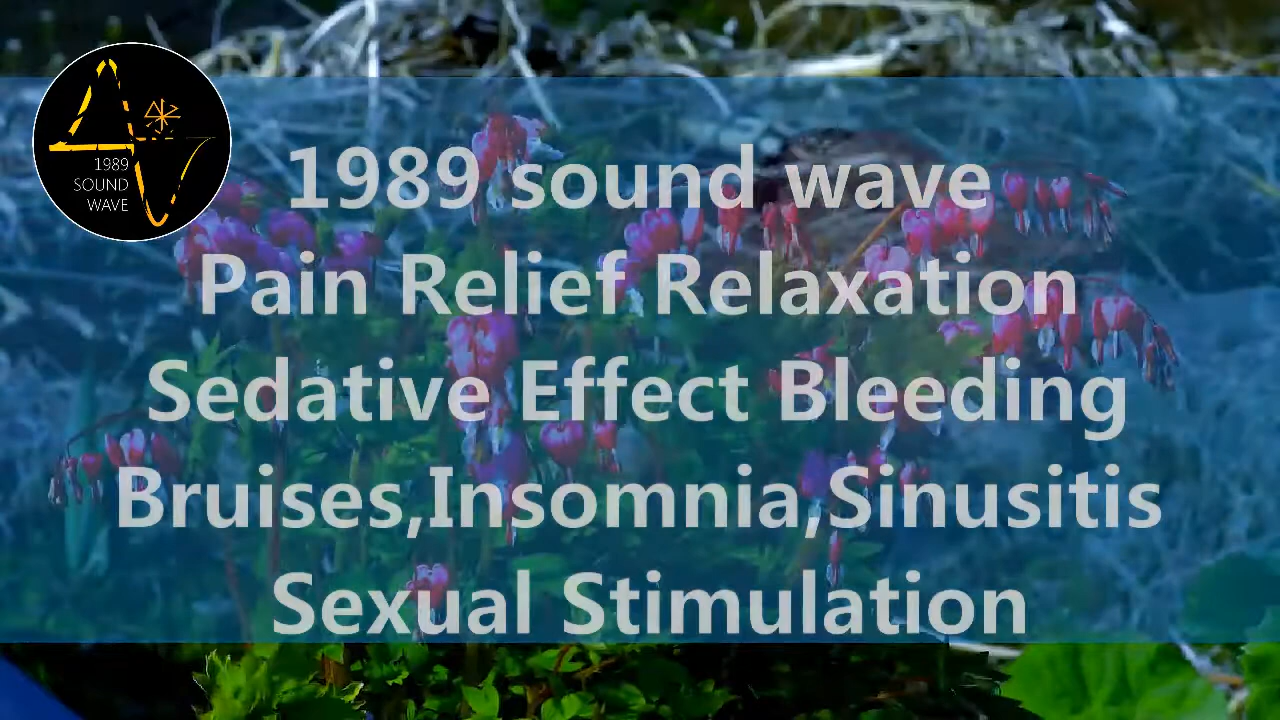 1989
SOUND
WAVE
1989 sound wave
Pain Relief Relaxation
Sedative Effect Bleeding
Bruises,Insomnia,Sinusitis
Sexual Stimulation